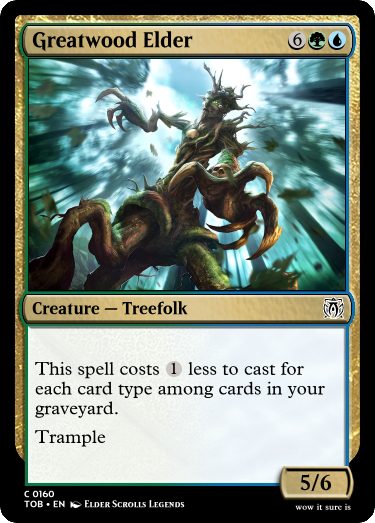 Greatwood Elder 6
Creature — Treefolk
This spell costs 1 less to cast for
each card type among cards in your
graveyard.
Trample
5/6
C 0160
TOB • EN Elder Scrolls Legends
wow it sure is